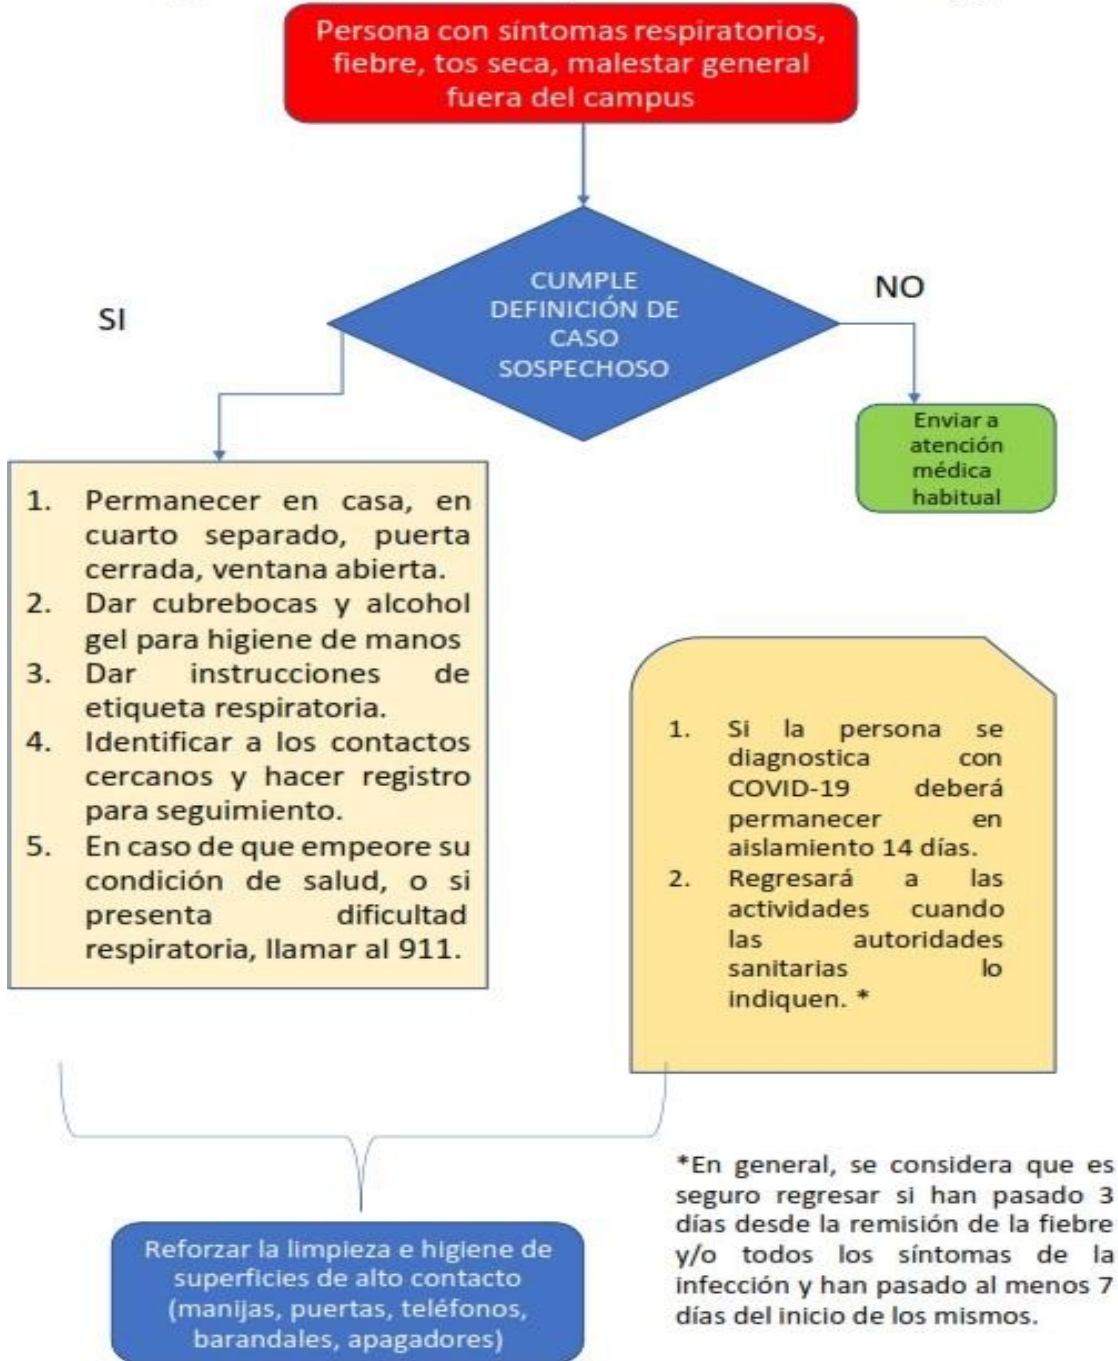 Persona con síntomas respiratorios,
fiebre, tos seca, malestar general
fuera del campus
CUMPLE
DEFINICIÓN DE
CASO
SOSPECHOSO
SI
NO
Enviar a
atención
médica
habitual
1. Permanecer en casa, en
cuarto separado, puerta
cerrada, ventana abierta.
2. Dar cubrebocas y alcohol
gel para higiene de manos
3. Dar instrucciones de
etiqueta respiratoria.
4. Identificar a los contactos
cercanos y hacer registro
para seguimiento.
5. En caso de que empeore su
condición de salud, o si
presenta dificultad
respiratoria, llamar al 911.
1. Si la persona se
diagnostica con
COVID-19 deberá
permanecer en
aislamiento 14 días.
2. Regresará a las
actividades cuando
las autoridades
sanitarias lo
indiquen. *
Reforzar la limpieza e higiene de
superficies de alto contacto
(manijas, puertas, teléfonos,
barandales, apagadores)
*En general, se considera que es
seguro regresar si han pasado 3
días desde la remisión de la fiebre
y/o todos los síntomas de la
infección y han pasado al menos 7
días del inicio de los mismos.